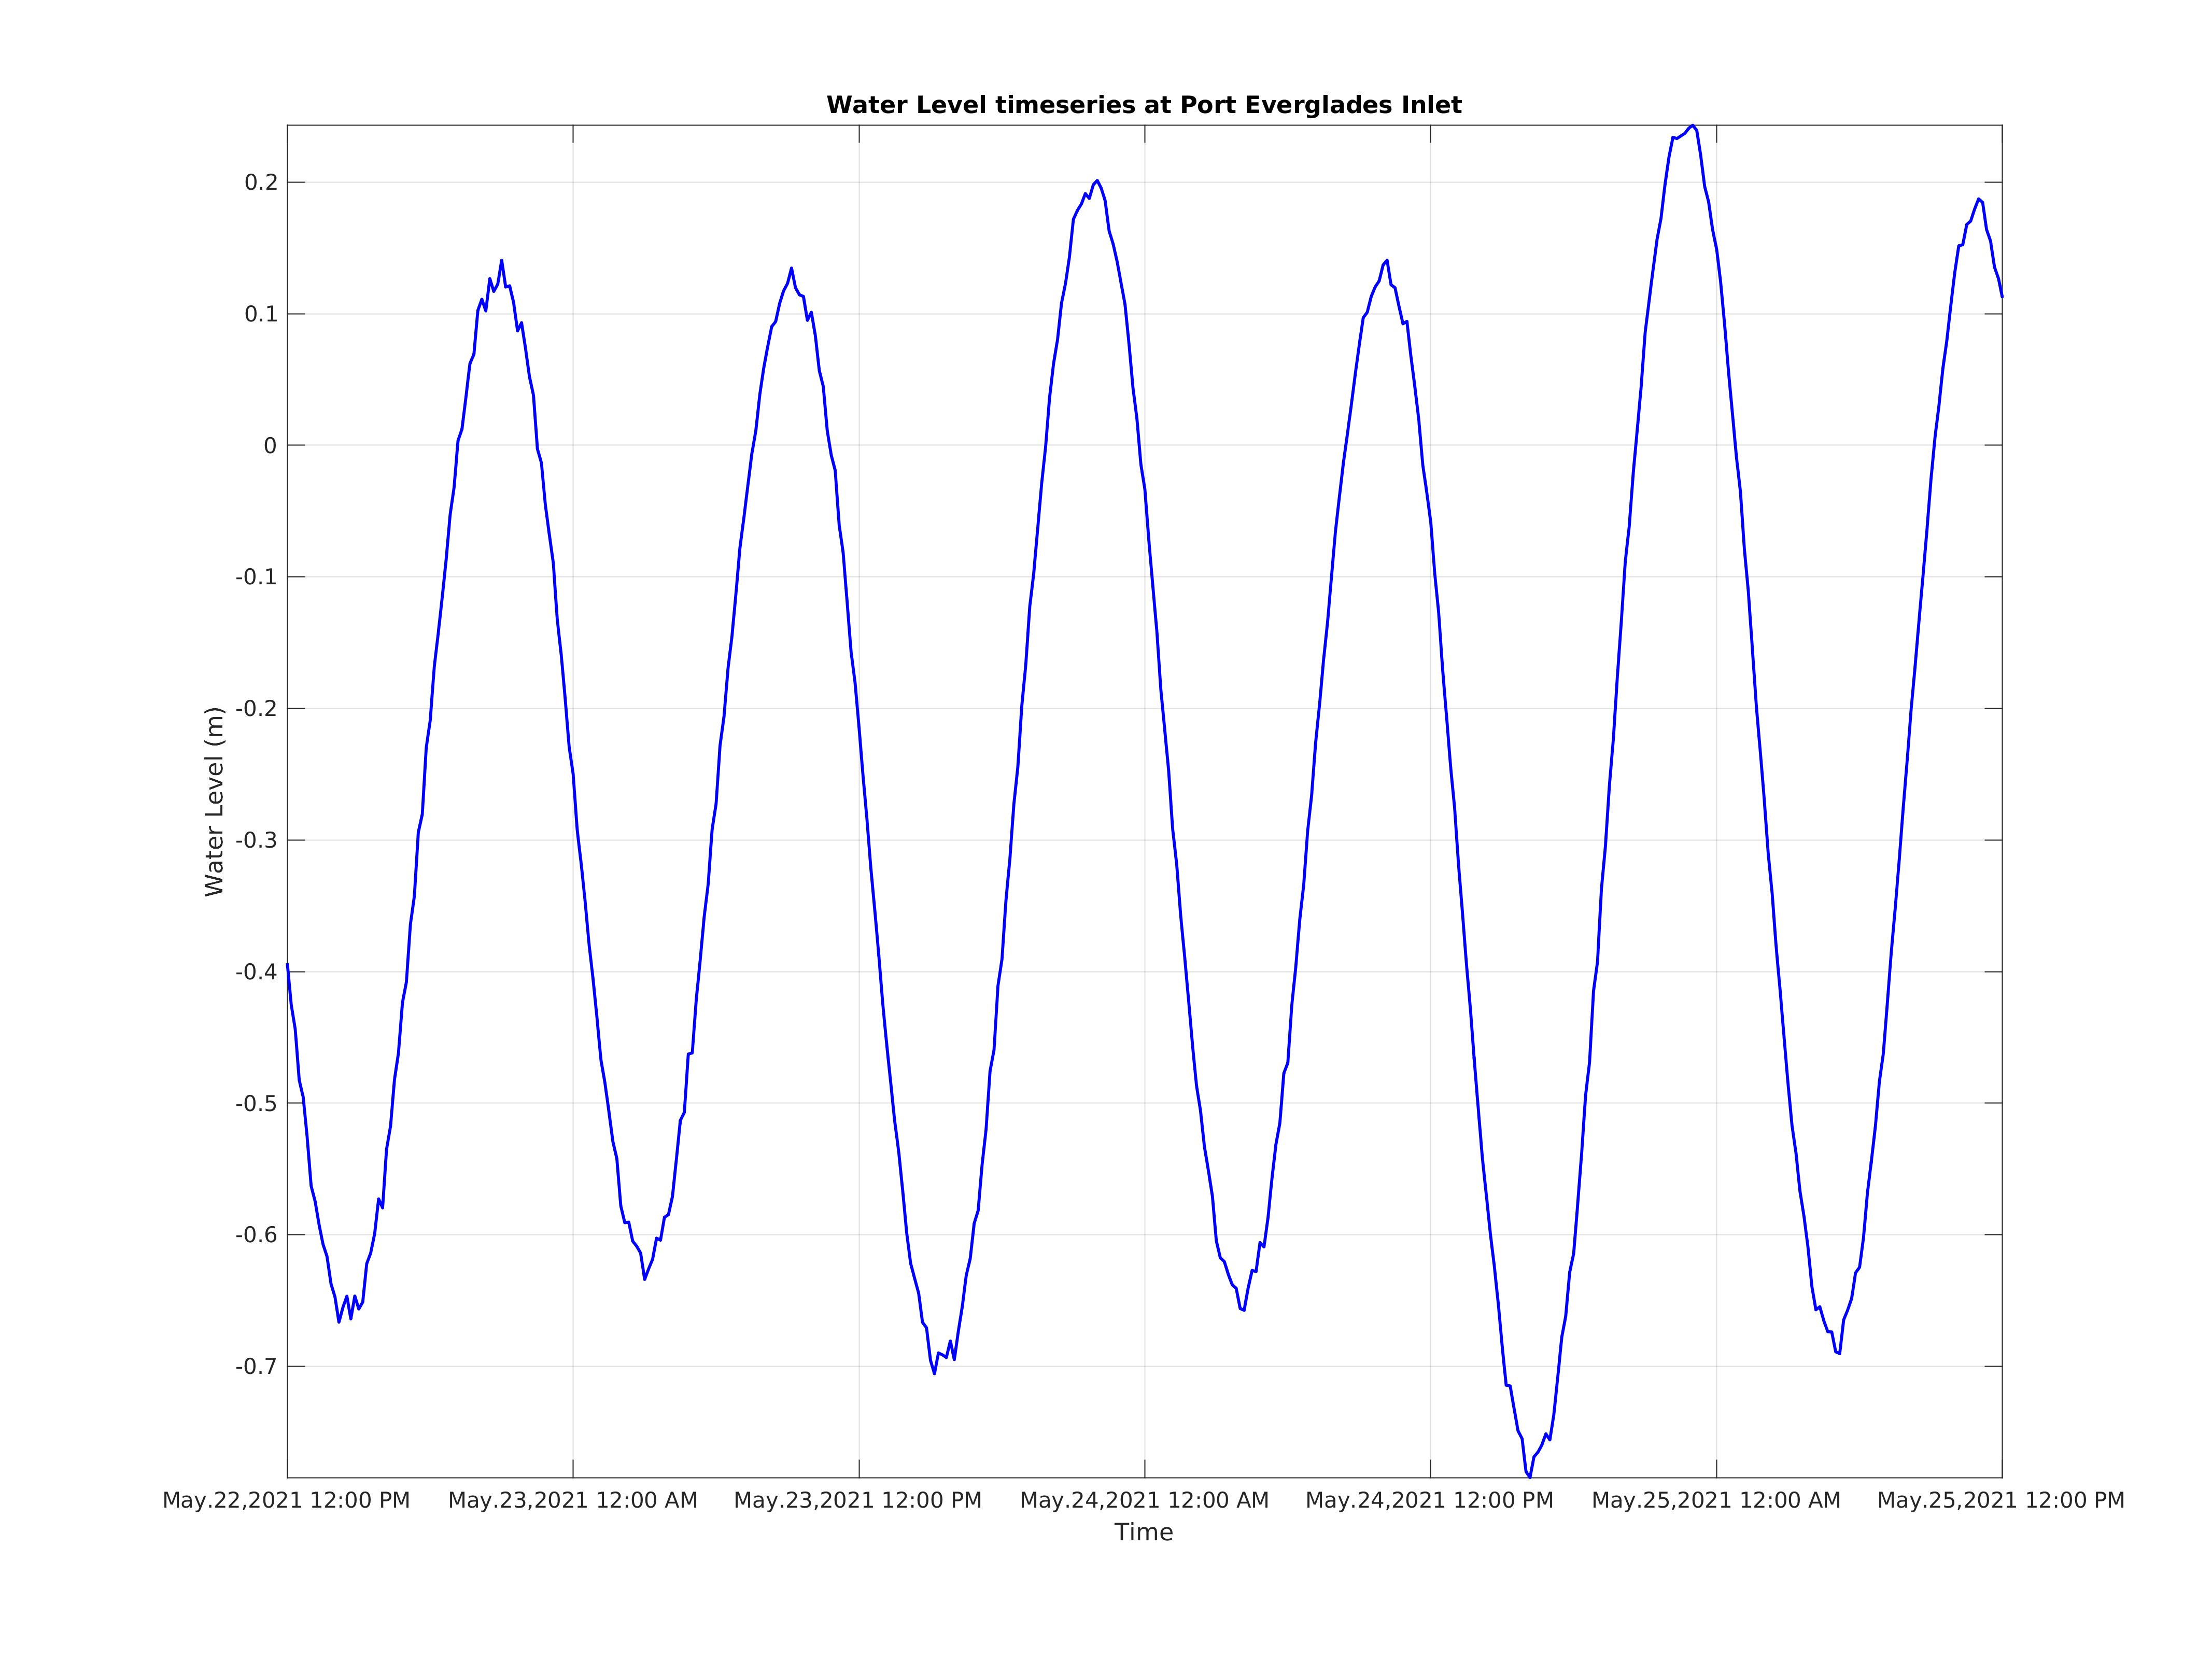 Water Level timeseries at Port Everglades Inlet
0.2
0.1
0
-0.1
-0.2
-0.3
-0.4
-0.5
-0.6
-0.7
Water Level (m)
May.22,2021 12:00 PM
May.23,2021 12:00 AM
May.23,2021 12:00 PM
May.24,2021 12:00 AM
May.24,2021 12:00 PM
May.25,2021 12:00 AM
May.25,2021 12:00 PM
Time